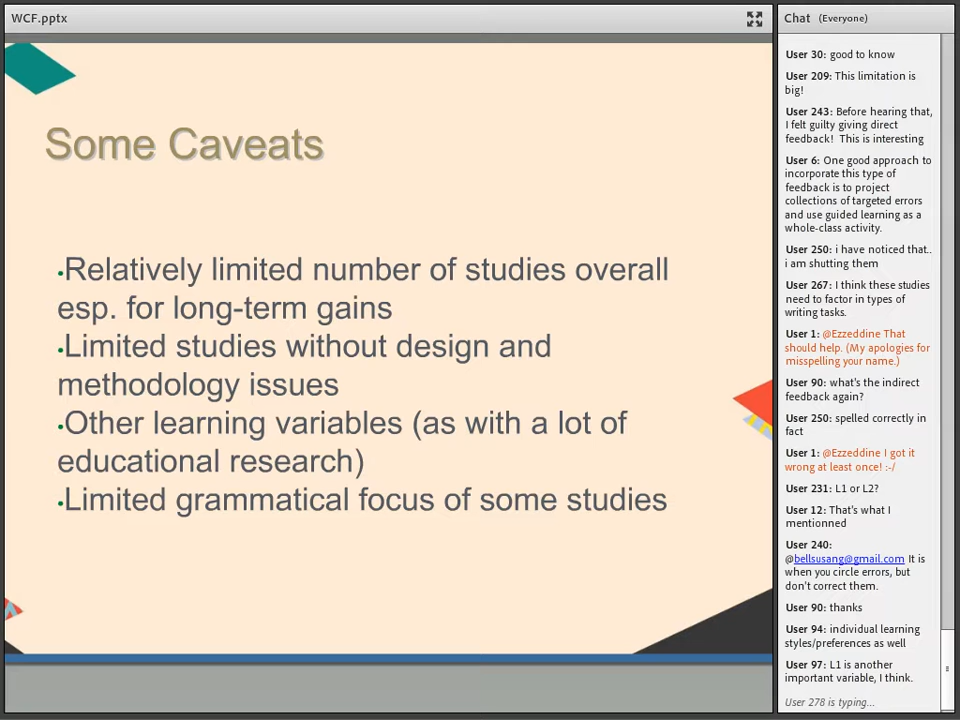 WCF.pptx
Some Caveats
•Relatively limited number of studies overall
esp. for long-term gains
•Limited studies without design and
methodology issues
•Other learning variables (as with a lot of
educational research)
•Limited grammatical focus of some studies
Chat (Everyone)
User 30: good to know
User 209: This limitation is
big!
User 243: Before hearing that,
I felt guilty giving direct
feedback!  This is interesting
User 6: One good approach to
incorporate this type of
feedback is to project
collections of targeted errors
and use guided learning as a
whole-class activity.
User 250: i have noticed that..
i am shutting them
User 267: I think these studies
need to factor in types of
writing tasks.
User 1: @Ezzeddine That
should help. (My apologies for
misspelling your name.)
User 90: what's the indirect
feedback again?
User 250: spelled correctly in
fact
User 1: @Ezzeddine I got it
wrong at least once! :-/
User 231: L1 or L2?
User 12: That's what I
mentionned
User 240:
@bellsusang@gmail.com It is
when you circle errors, but
don't correct them.
User 90: thanks
User 94: individual learning
styles/preferences as well
User 97: L1 is another
important variable, I think.
User 278 is typing...